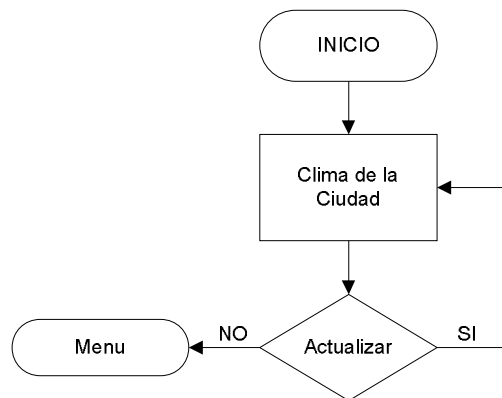 INICIO
Clima de la
Ciudad
Menu
NO
Actualizar
SI